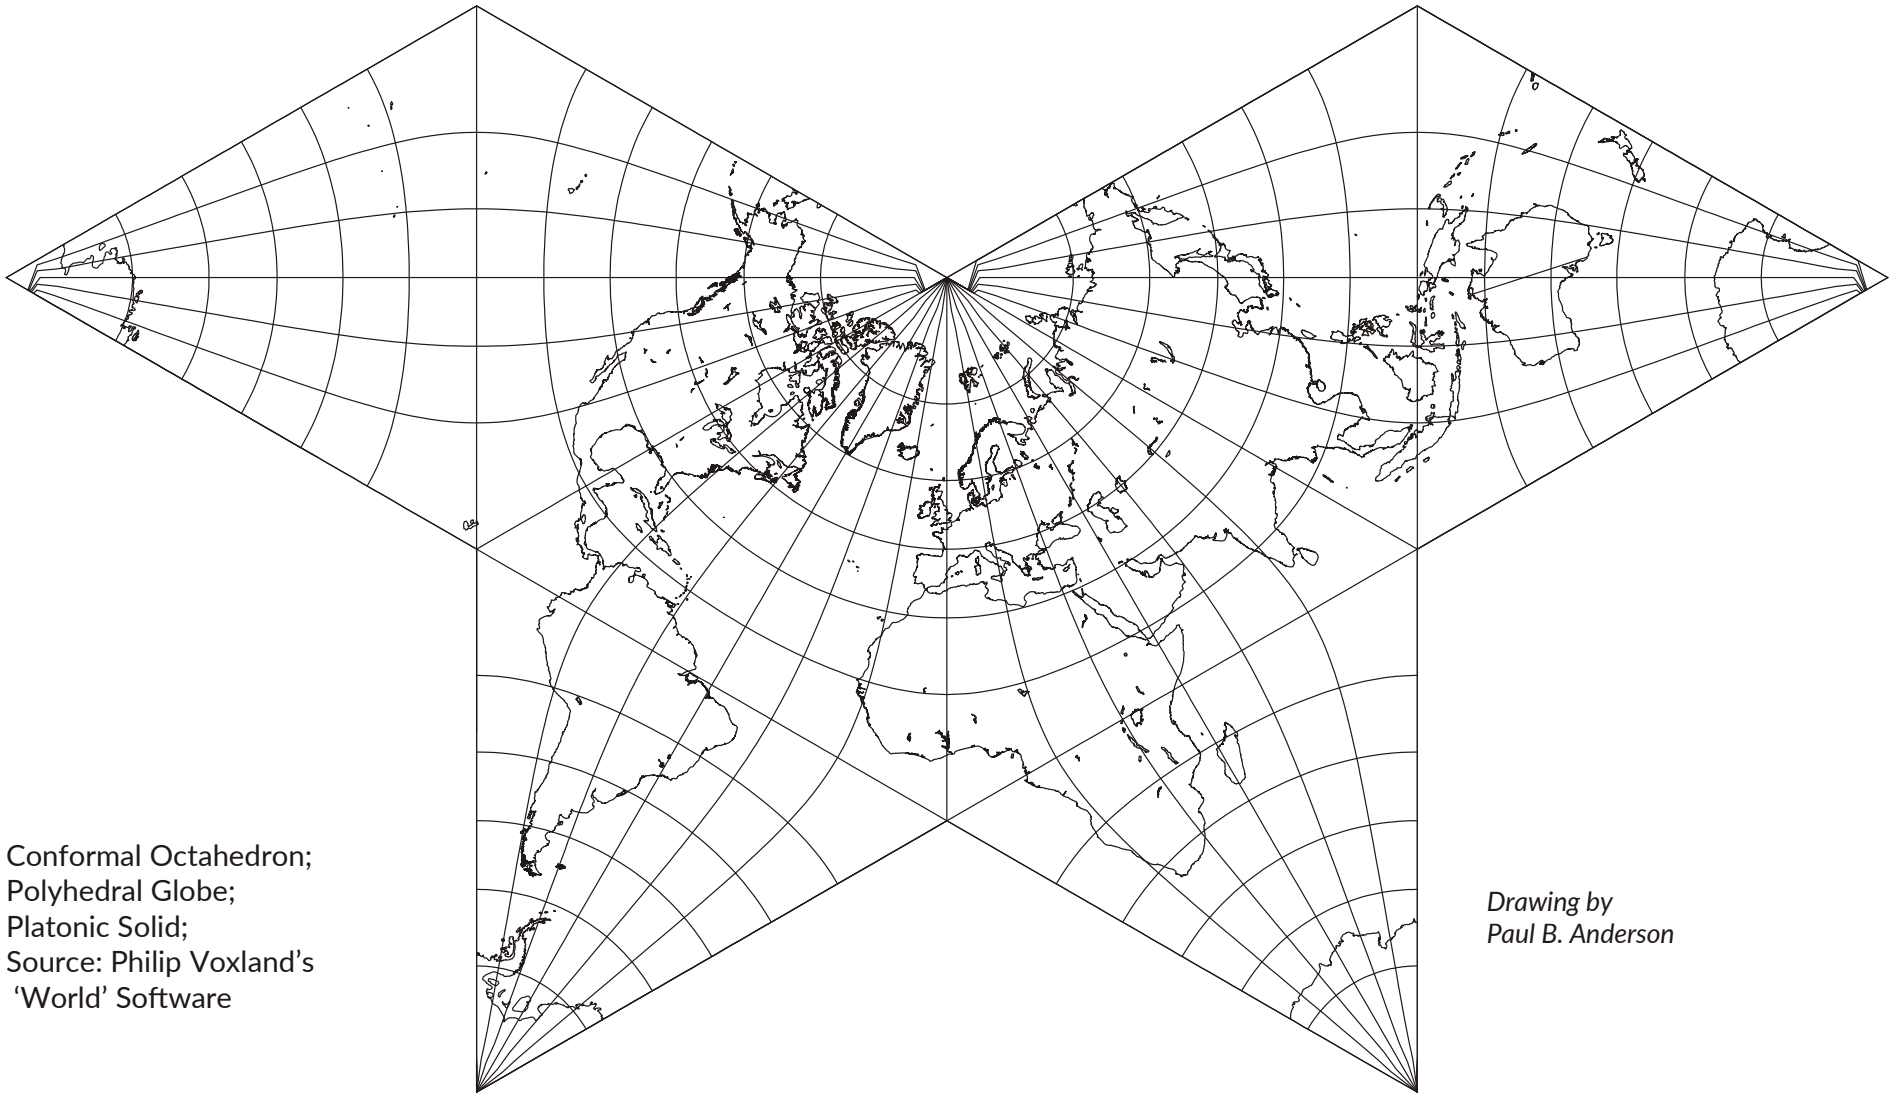 Conformal Octahedron;
Polyhedral Globe;
Platonic Solid;
Source: Philip Voxland’s
‘World’ Software
Drawing by
Paul B. Anderson